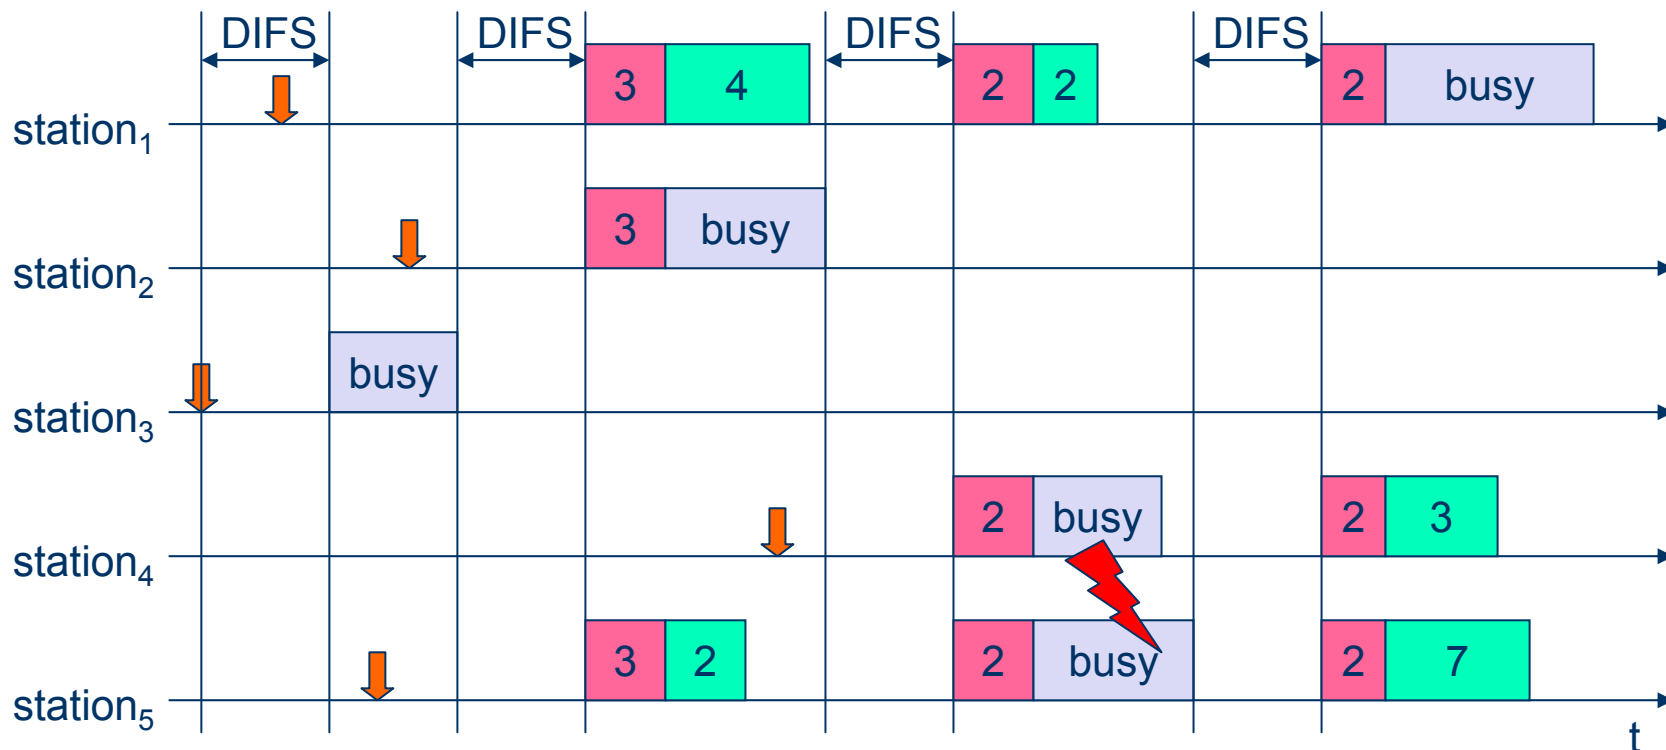 DIFS DIFS DIFS DIFS
station1 3 4 2 2 2 busy
station2 3 busy
station3 busy
station4 2 busy 2 3
station5 3 2 2 busy 2 7
t